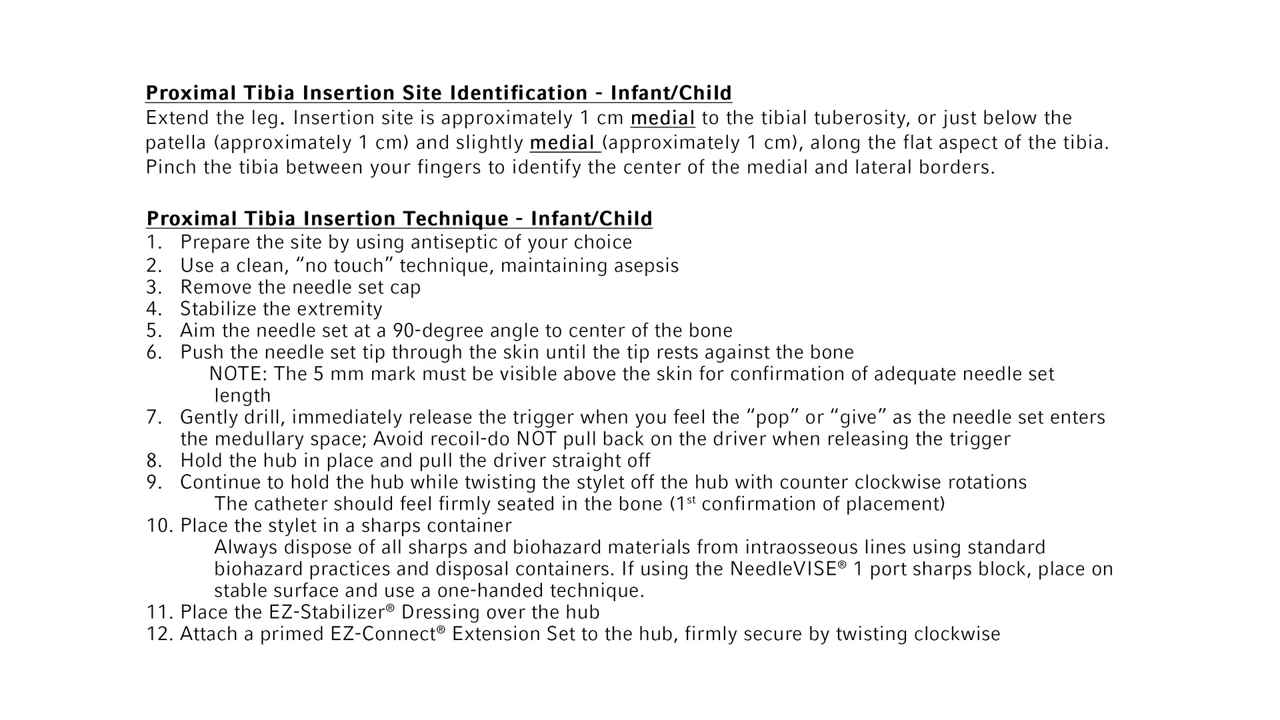 Proximal Tibia Insertion Site Identification - Infant/Child
Extend the leg. Insertion site is approximately 1 cm medial to the tibial tuberosity, or just below the
patella (approximately 1 cm) and slightly medial (approximately 1 cm), along the flat aspect of the tibia.
Pinch the tibia between your fingers to identify the center of the medial and lateral borders.
Proximal Tibia Insertion Technique - Infant/Child
1. Prepare the site by using antiseptic of your choice
2. Use a clean, “no touch” technique, maintaining asepsis
3. Remove the needle set cap
4. Stabilize the extremity
5. Aim the needle set at a 90-degree angle to center of the bone
6. Push the needle set tip through the skin until the tip rests against the bone
NOTE: The 5 mm mark must be visible above the skin for confirmation of adequate needle set
length
7. Gently drill, immediately release the trigger when you feel the “pop” or “give” as the needle set enters
the medullary space; Avoid recoil-do NOT pull back on the driver when releasing the trigger
8. Hold the hub in place and pull the driver straight off
9. Continue to hold the hub while twisting the stylet off the hub with counter clockwise rotations
The catheter should feel firmly seated in the bone (1st confirmation of placement)
10. Place the stylet in a sharps container
Always dispose of all sharps and biohazard materials from intraosseous lines using standard
biohazard practices and disposal containers. If using the NeedleVISE® 1 port sharps block, place on
stable surface and use a one-handed technique.
11. Place the EZ-Stabilizer® Dressing over the hub
12. Attach a primed EZ-Connect® Extension Set to the hub, firmly secure by twisting clockwise